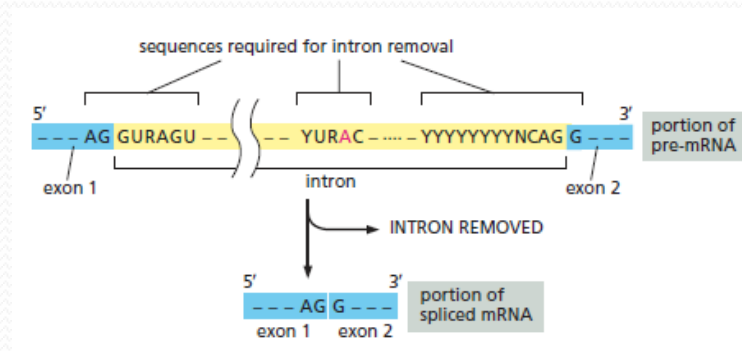 sequences required for intron removal
5′ 3′
– – – AG GURAGU – – – – YURAC – ····· – YYYYYYYYNCAG G – – –
portion of
pre-mRNA
exon 1 intron exon 2
INTRON REMOVED
5′ 3′
– – – AG G – – –
exon 1 exon 2
portion of
spliced mRNA